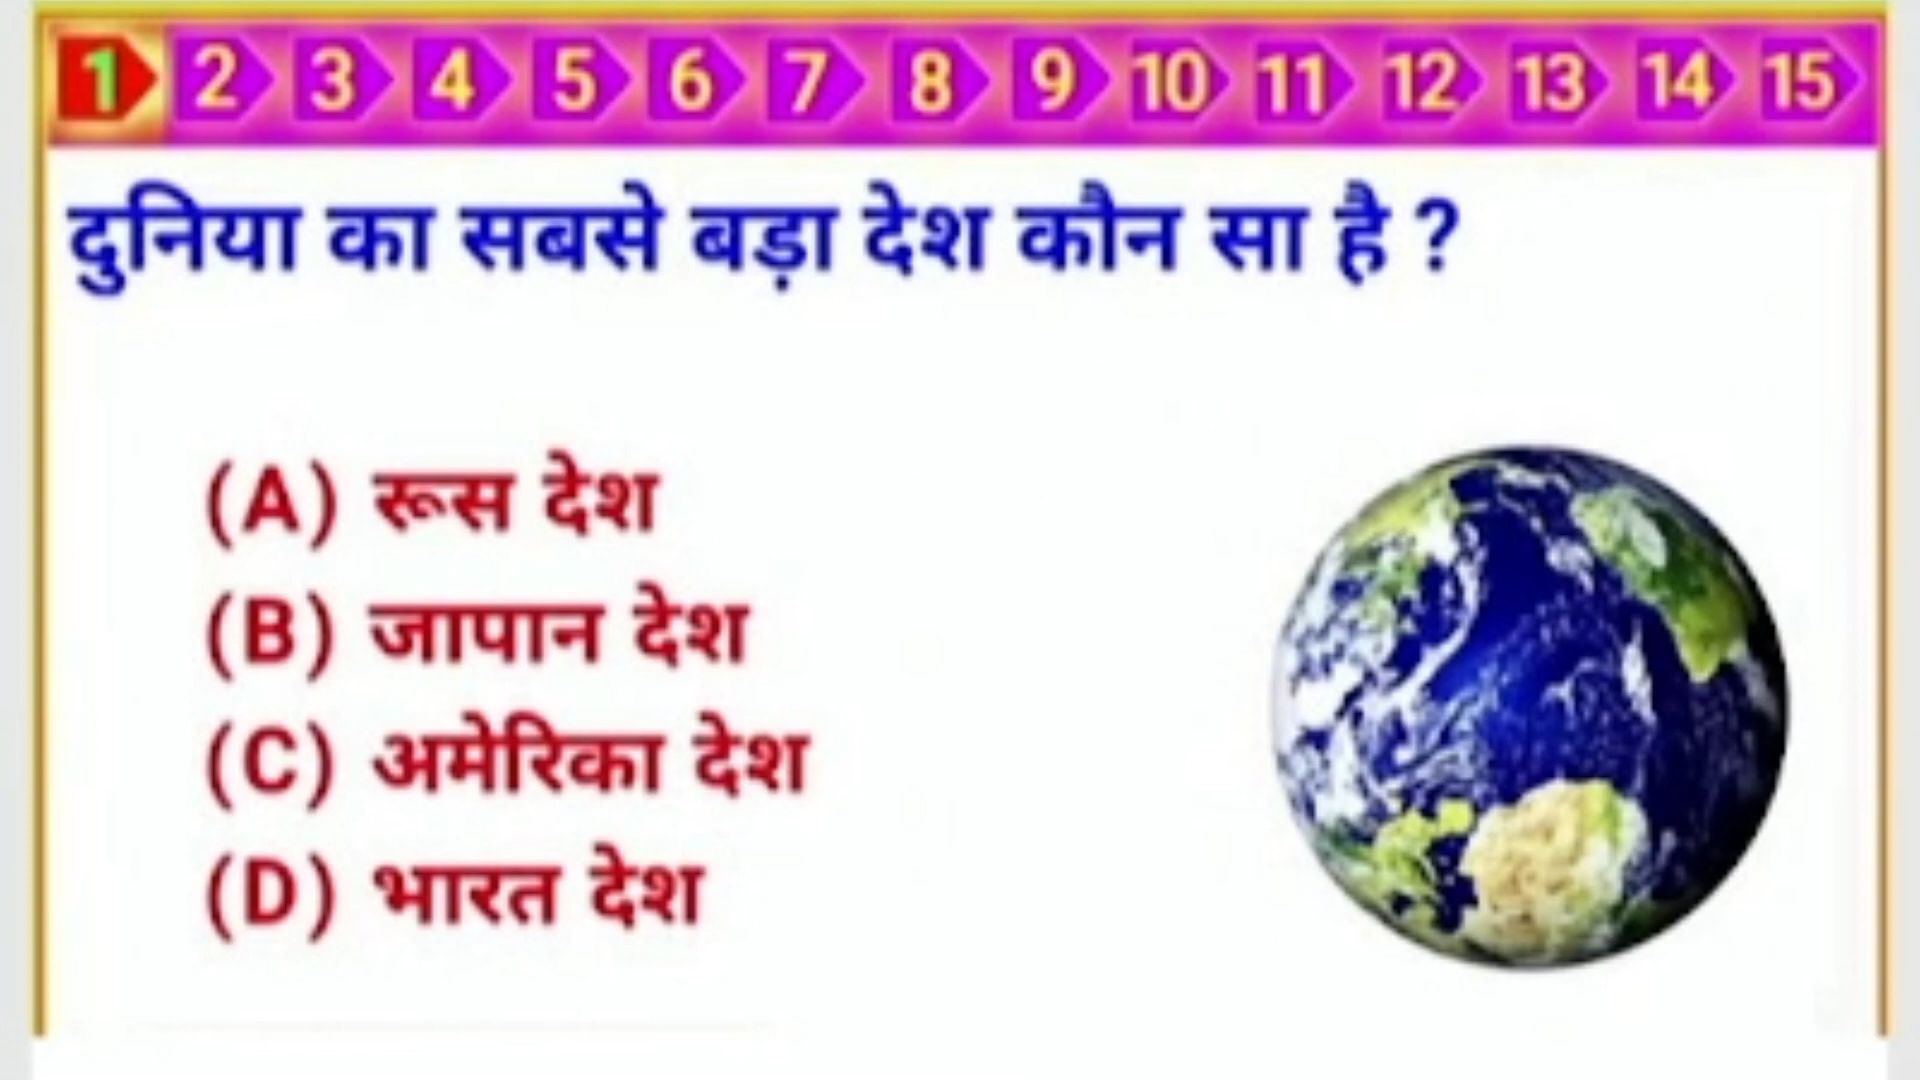 1 2 3 4 5 6 7 8 9 10 11 12 13 14 15
दुनिया का सबसे बड़ा देश कौन सा है ?
(A) रूस देश
(B) जापान देश
(C) अमेरिका देश
(D) भारत देश